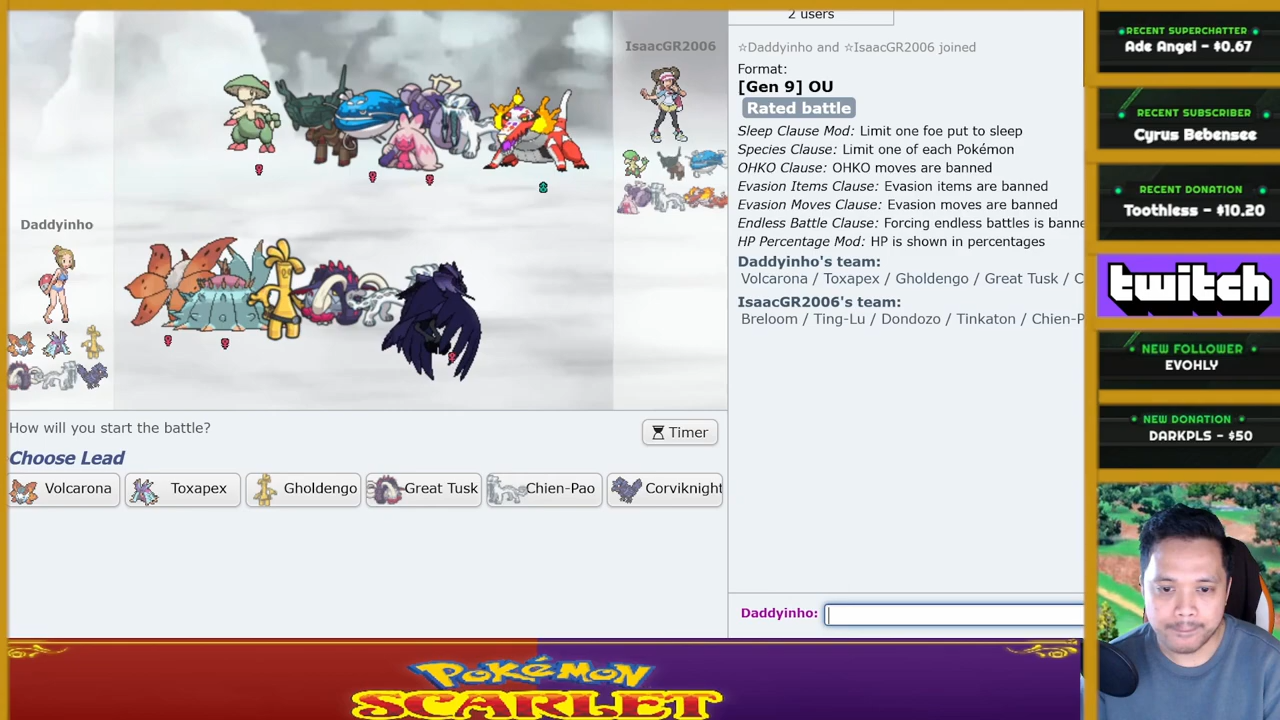 IsaacGR2006
Daddyinho
How will you start the battle?
Timer
Choose Lead
Volcarona
Toxapex
Gholdengo
Great Tusk
Chien-Pao
Corviknight
2 users
☆Daddyinho and ☆IsaacGR2006 joined
Format:
[Gen 9] OU
Rated battle
Sleep Clause Mod: Limit one foe put to sleep
Species Clause: Limit one of each Pokémon
OHKO Clause: OHKO moves are banned
Evasion Items Clause: Evasion items are banned
Evasion Moves Clause: Evasion moves are banned
Endless Battle Clause: Forcing endless battles is banne
HP Percentage Mod: HP is shown in percentages
Daddyinho's team:
Volcarona / Toxapex / Gholdengo / Great Tusk / C
IsaacGR2006's team:
Breloom / Ting-Lu / Dondozo / Tinkaton / Chien-P
Daddyinho:
RECENT SUPERCHATTER
Ade Angel - $0.67
RECENT SUBSCRIBER
Cyrus Bebensee
RECENT DONATION
Toothless - $10.20
twitch
NEW FOLLOWER
EVOHLY
NEW DONATION
DARKPLS - $50
POKÉMON
SCARLET